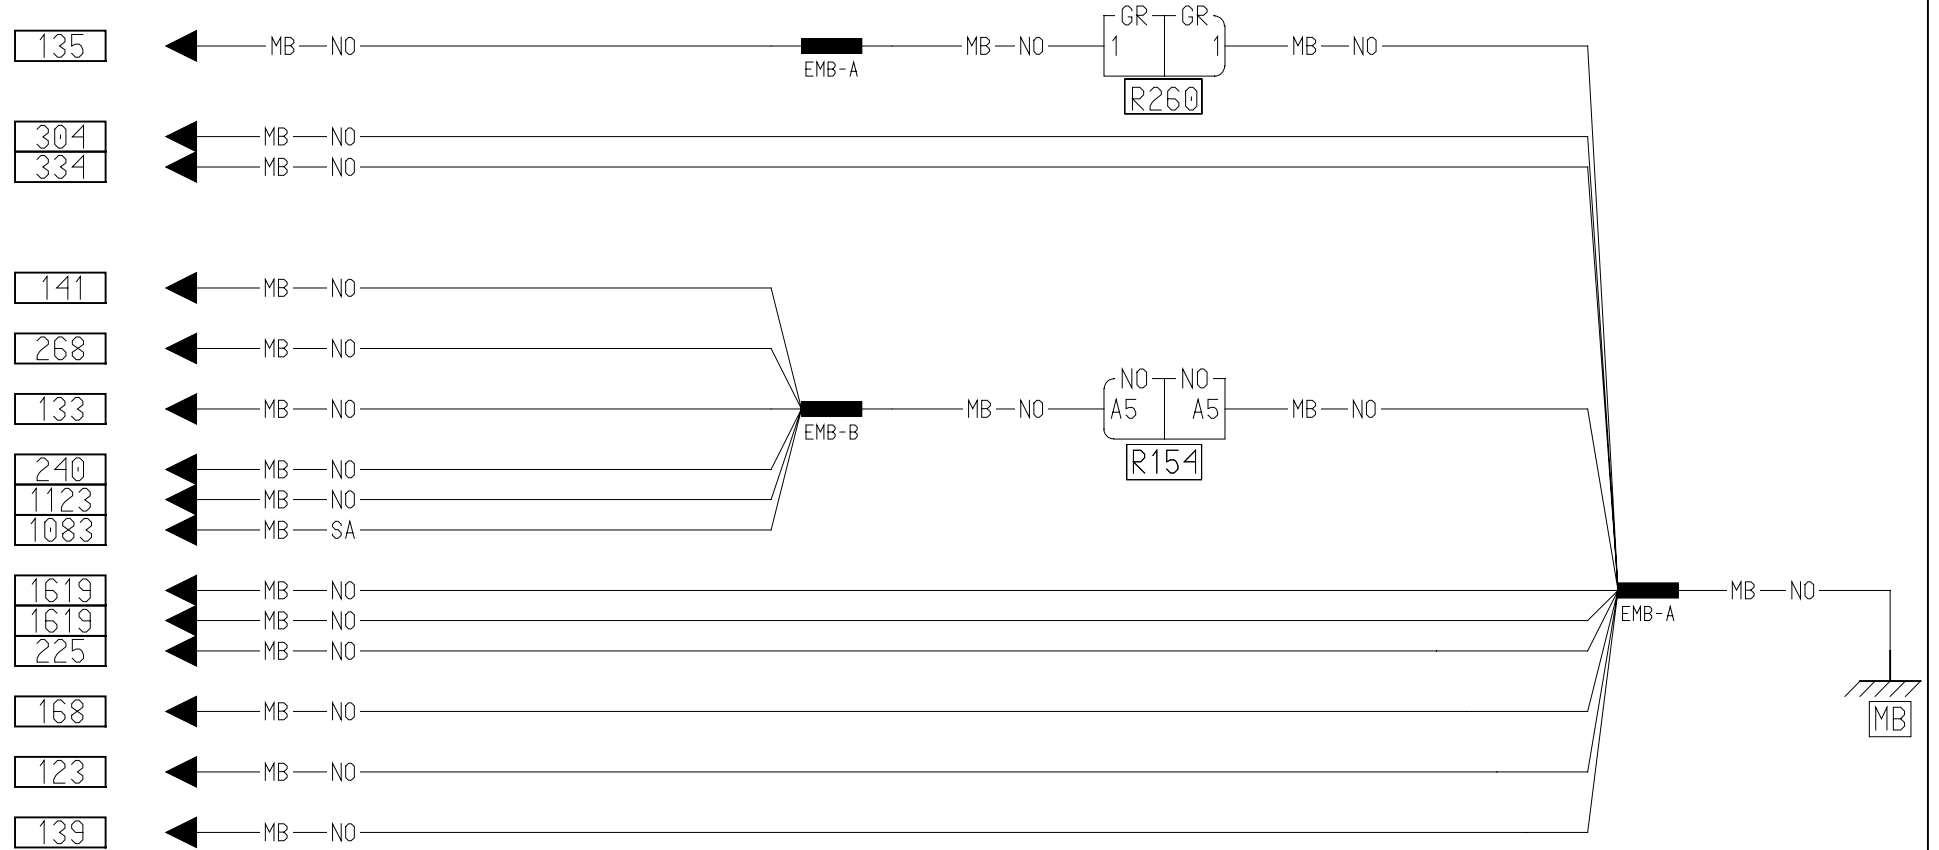 GR GR
135 MB NO MB NO 1 1 MB NO
EMB-A
R260
304 MB NO
334 MB NO
141 MB NO
268 MB NO
NO NO
133 MB NO MB NO A5 A5 MB NO
EMB-B
R154
240 MB NO
1123 MB NO
1083 MB SA
1619 MB NO MB NO
EMB-A
1619 MB NO
225 MB NO
168 MB NO
MB
123 MB NO
139 MB NO